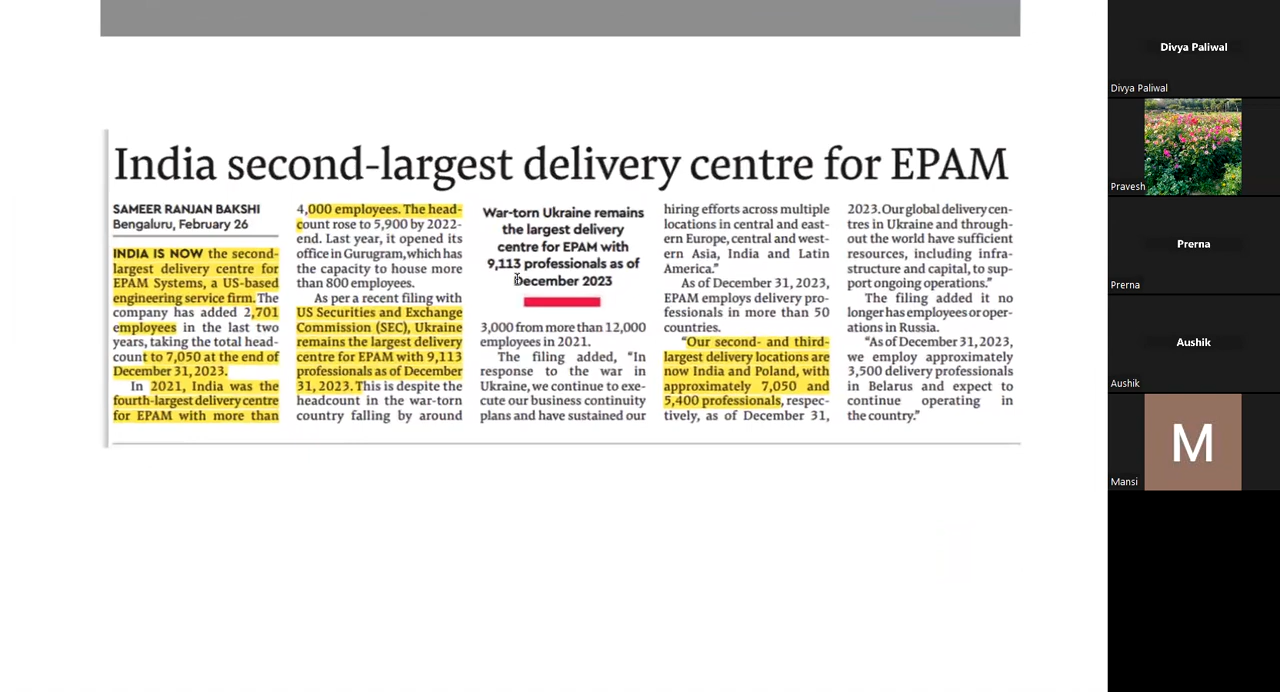 India second-largest delivery centre for EPAM
SAMEER RANJAN BAKSHI
Bengaluru, February 26
INDIA IS NOW the second-
largest delivery centre for
EPAM Systems, a US-based
engineering service firm. The
company has added 2,701
employees in the last two
years, taking the total head-
count to 7,050 at the end of
December 31, 2023.
In 2021, India was the
fourth-largest delivery centre
for EPAM with more than
4,000 employees. The head-
count rose to 5,900 by 2022-
end. Last year, it opened its
office in Gurugram, which has
the capacity to house more
than 800 employees.
As per a recent filing with
US Securities and Exchange
Commission (SEC), Ukraine
remains the largest delivery
centre for EPAM with 9,113
professionals as of December
31, 2023. This is despite the
headcount in the war-torn
country falling by around
War-torn Ukraine remains
the largest delivery
centre for EPAM with
9,113 professionals as of
December 2023
3,000 from more than 12,000
employees in 2021.
The filing added, “In
response to the war in
Ukraine, we continue to exe-
cute our business continuity
plans and have sustained our
hiring efforts across multiple
locations in central and east-
ern Europe, central and west-
ern Asia, India and Latin
America.”
As of December 31, 2023,
EPAM employs delivery pro-
fessionals in more than 50
countries.
“Our second- and third-
largest delivery locations are
now India and Poland, with
approximately 7,050 and
5,400 professionals, respec-
tively, as of December 31,
2023. Our global delivery cen-
tres in Ukraine and through-
out the world have sufficient
resources, including infra-
structure and capital, to sup-
port ongoing operations.”
The filing added it no
longer has employees or oper-
ations in Russia.
“As of December 31, 2023,
we employ approximately
3,500 delivery professionals
in Belarus and expect to
continue operating in
the country.”
Divya Paliwal
Divya Paliwal
Pravesh
Prerna
Prerna
Aushik
Aushik
M
Mansi